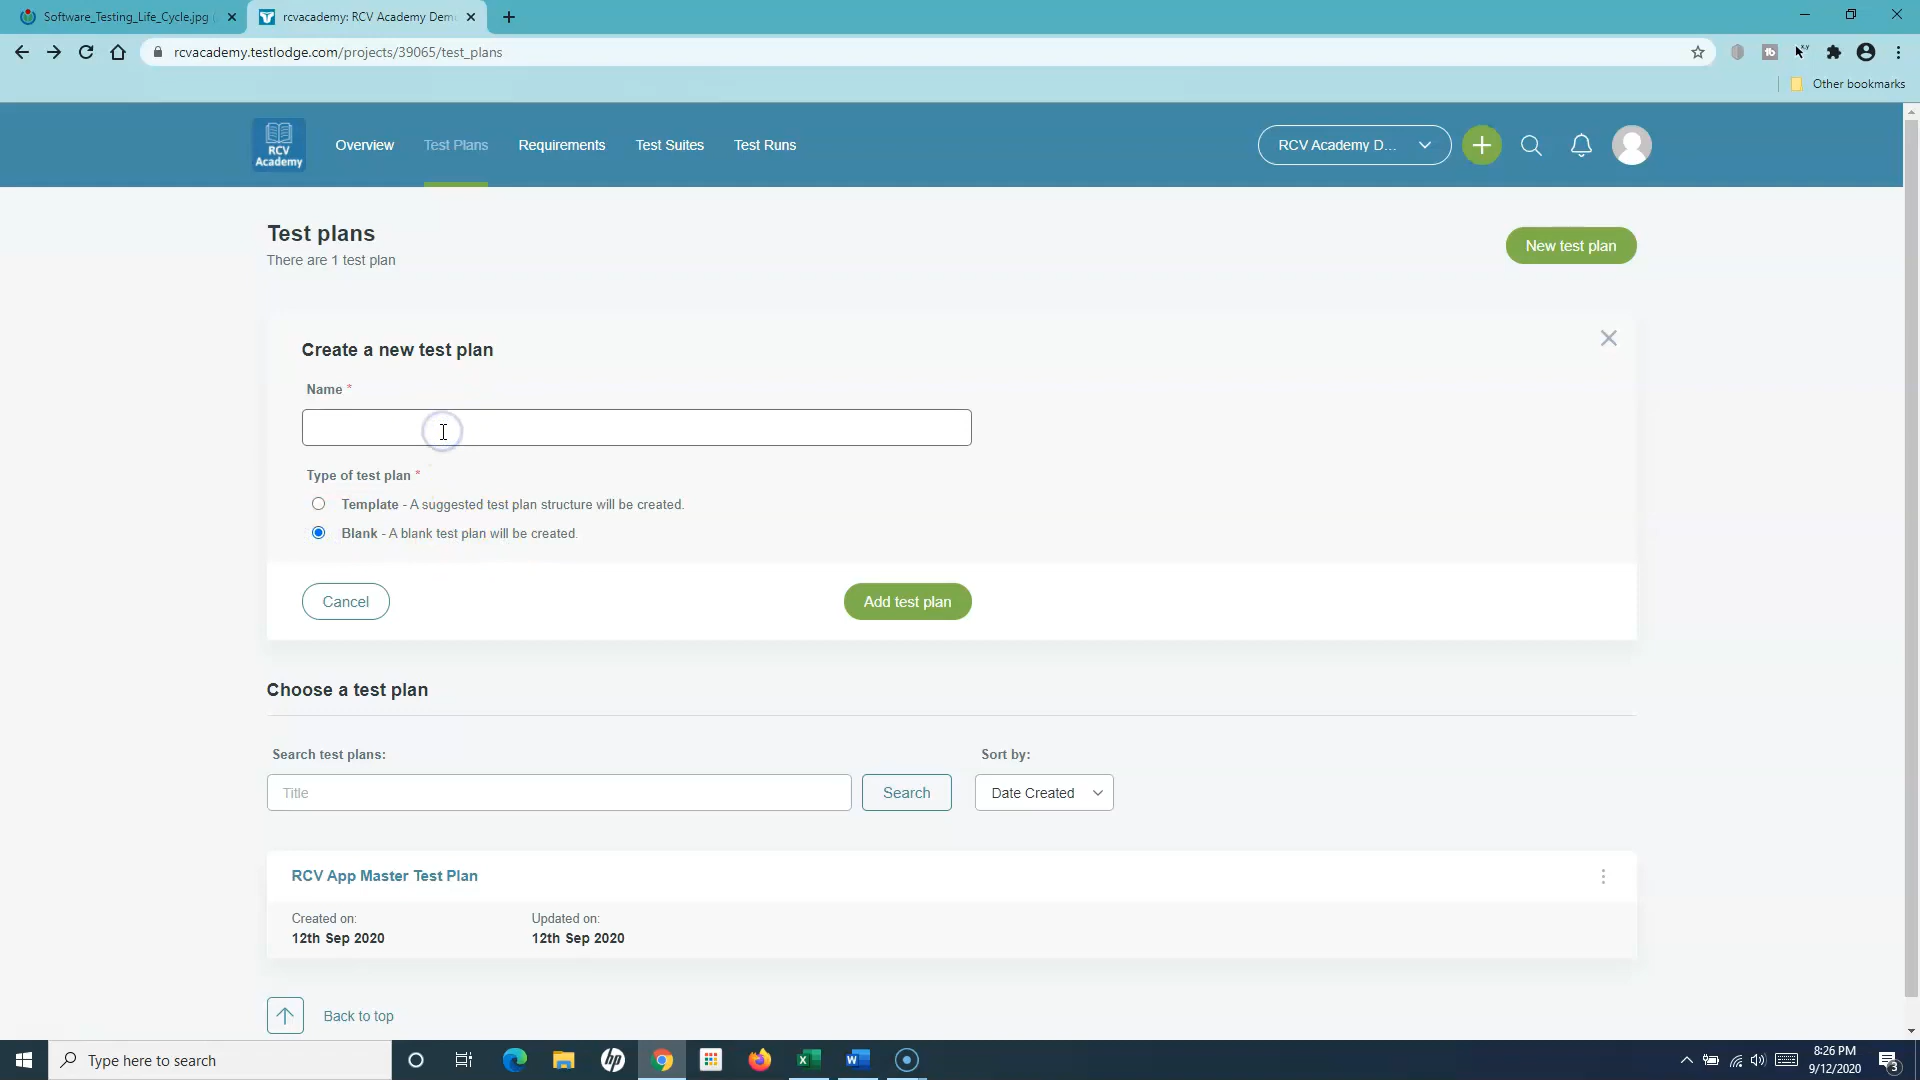 Software_Testing_Life_Cycle.jpg (
rcvacademy: RCV Academy Dem
rcvacademy.testlodge.com/projects/39065/test_plans
Other bookmarks
RCV
Academy
Overview
Test Plans
Requirements
Test Suites
Test Runs
RCV Academy D...
Test plans
There are 1 test plan
New test plan
Create a new test plan
Name *
Type of test plan *
Template - A suggested test plan structure will be created.
Blank - A blank test plan will be created.
Cancel
Add test plan
Choose a test plan
Search test plans:
Sort by:
Title
Search
Date Created
RCV App Master Test Plan
Created on:
Updated on:
12th Sep 2020
12th Sep 2020
Back to top
Type here to search
8:26 PM
9/12/2020
3